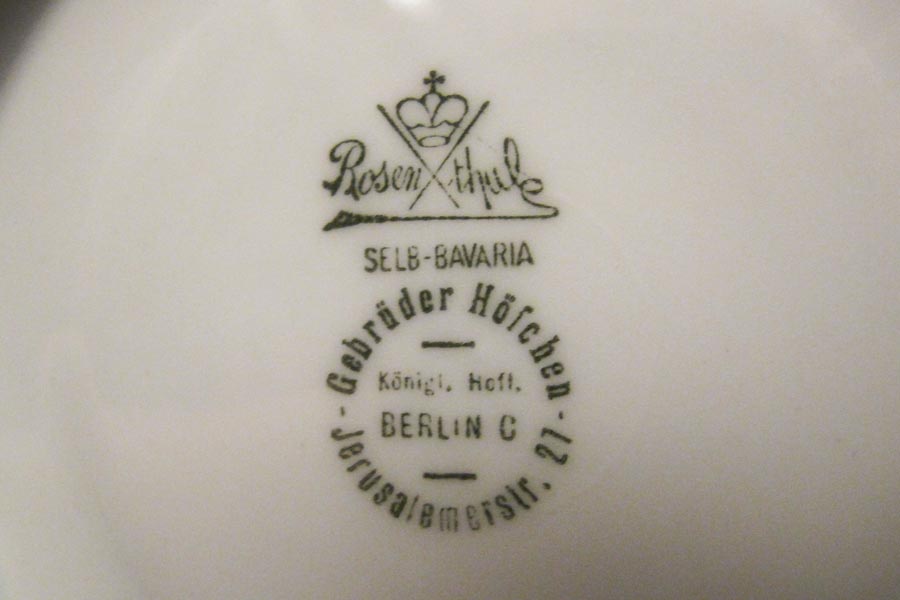 Rosenthal
SELB-BAVARIA
Gebrüder Höfchen
Königl. Hofl.
BERLIN C
- Jerusalemerstr. 27 -